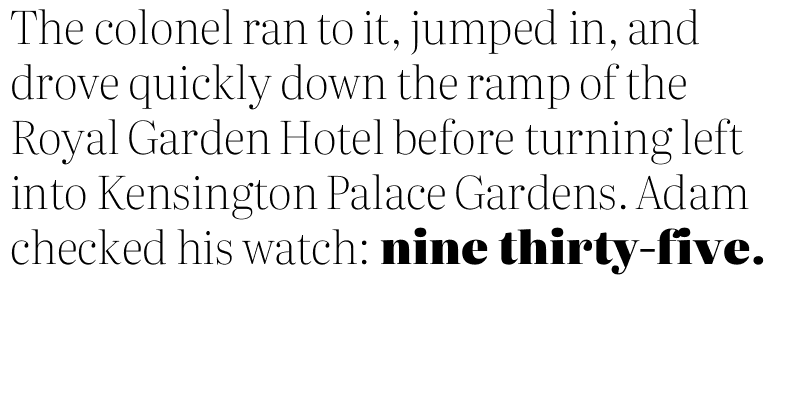 The colonel ran to it, jumped in, and
drove quickly down the ramp of the
Royal Garden Hotel before turning left
into Kensington Palace Gardens. Adam
checked his watch: nine thirty-five.